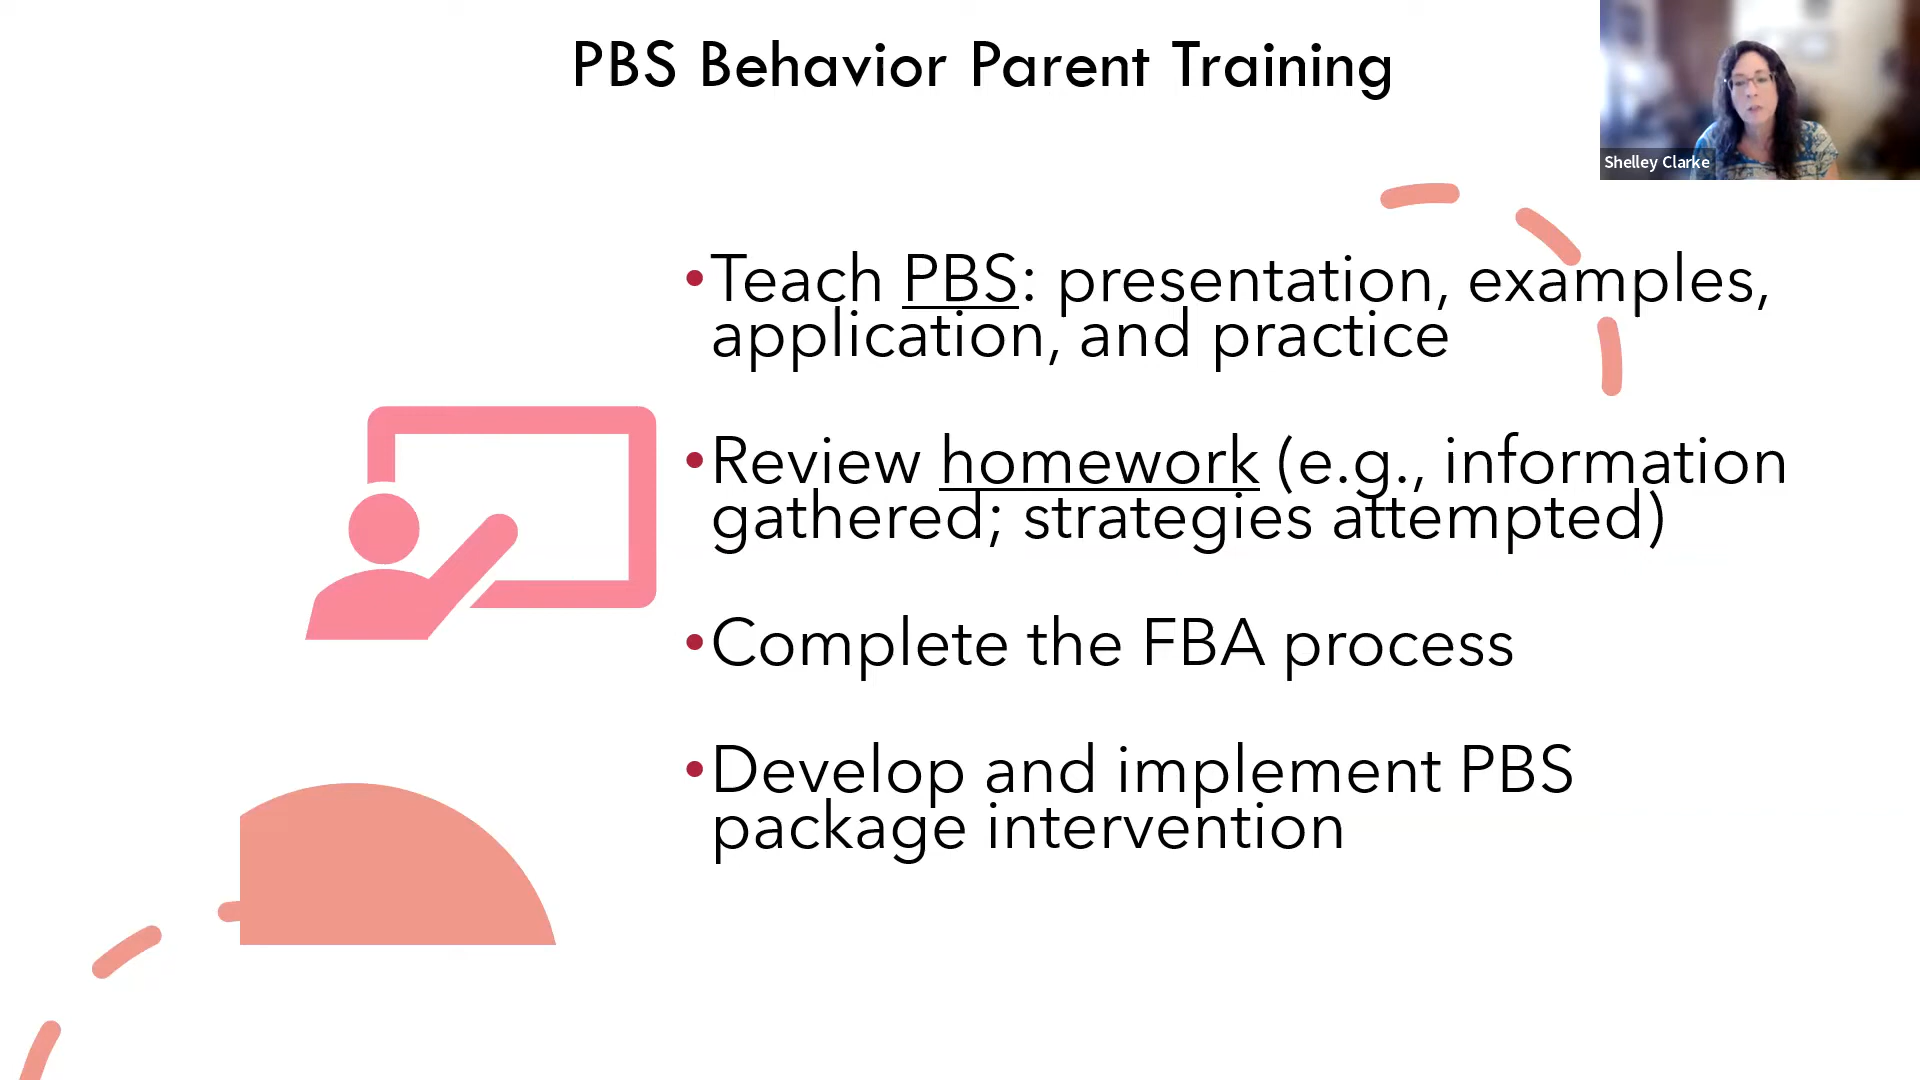 PBS Behavior Parent Training
Shelley Clarke
•Teach PBS: presentation, examples,
application, and practice
•Review homework (e.g., information
gathered; strategies attempted)
•Complete the FBA process
•Develop and implement PBS
package intervention